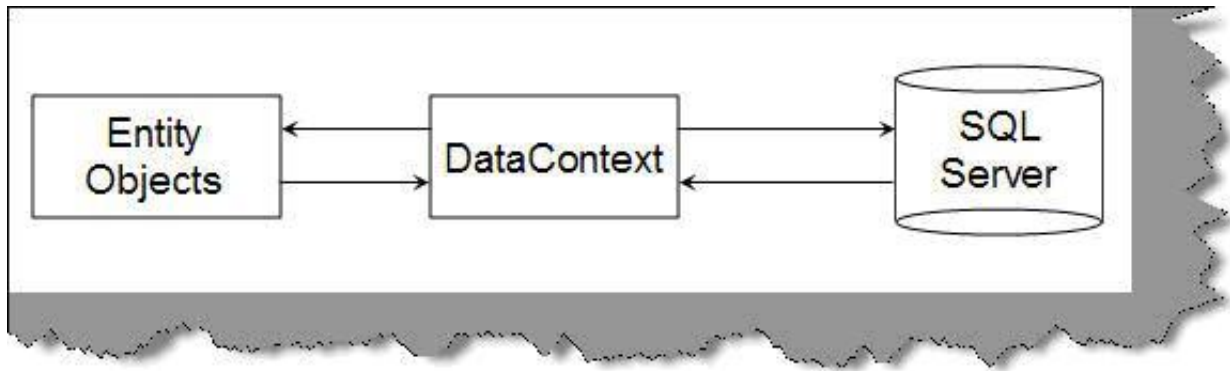 Entity
Objects
DataContext
SQL
Server